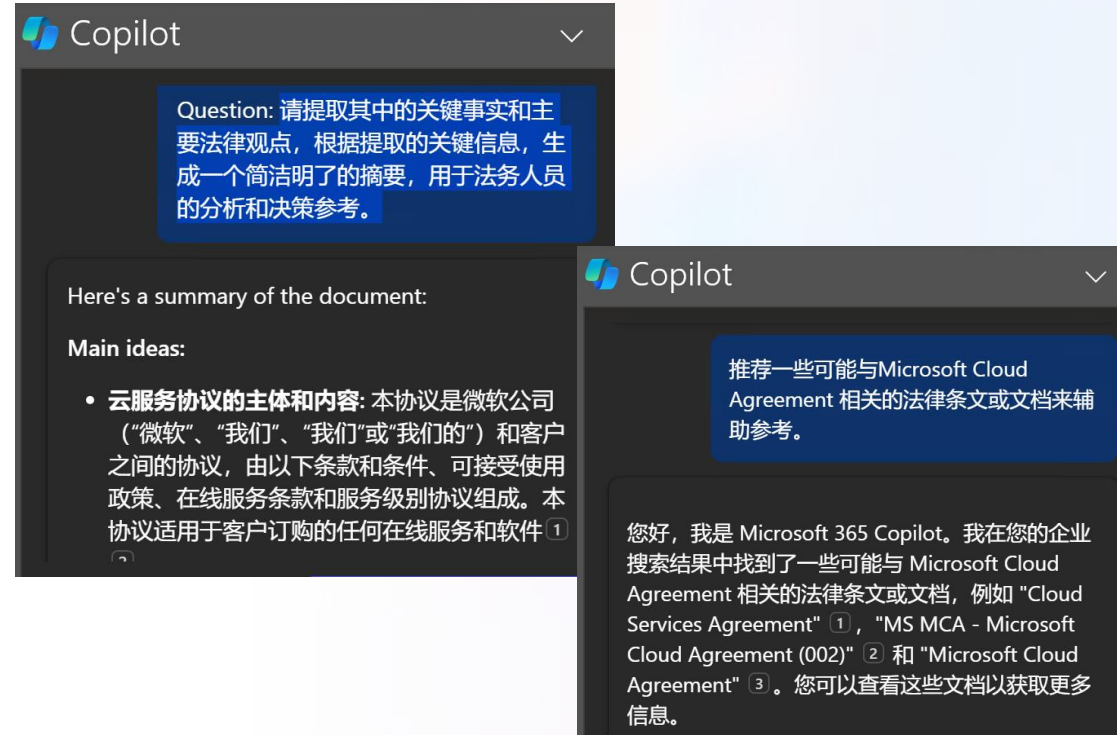 Copilot
Question: 请提取其中的关键事实和主
要法律观点，根据提取的关键信息，生
成一个简洁明了的摘要，用于法务人员
的分析和决策参考。
Here's a summary of the document:
Main ideas:
• 云服务协议的主体和内容: 本协议是微软公司
（“微软”、“我们”、“我们”或“我们的”）和客户
之间的协议，由以下条款和条件、可接受使用
政策、在线服务条款和服务级别协议组成。本
协议适用于客户订购的任何在线服务和软件 1
2
Copilot
推荐一些可能与Microsoft Cloud
Agreement 相关的法律条文或文档来辅
助参考。
您好，我是 Microsoft 365 Copilot。我在您的企业
搜索结果中找到了一些可能与 Microsoft Cloud
Agreement 相关的法律条文或文档，例如 "Cloud
Services Agreement" 1 ，"MS MCA - Microsoft
Cloud Agreement (002)" 2 和 "Microsoft Cloud
Agreement" 3 。您可以查看这些文档以获取更多
信息。